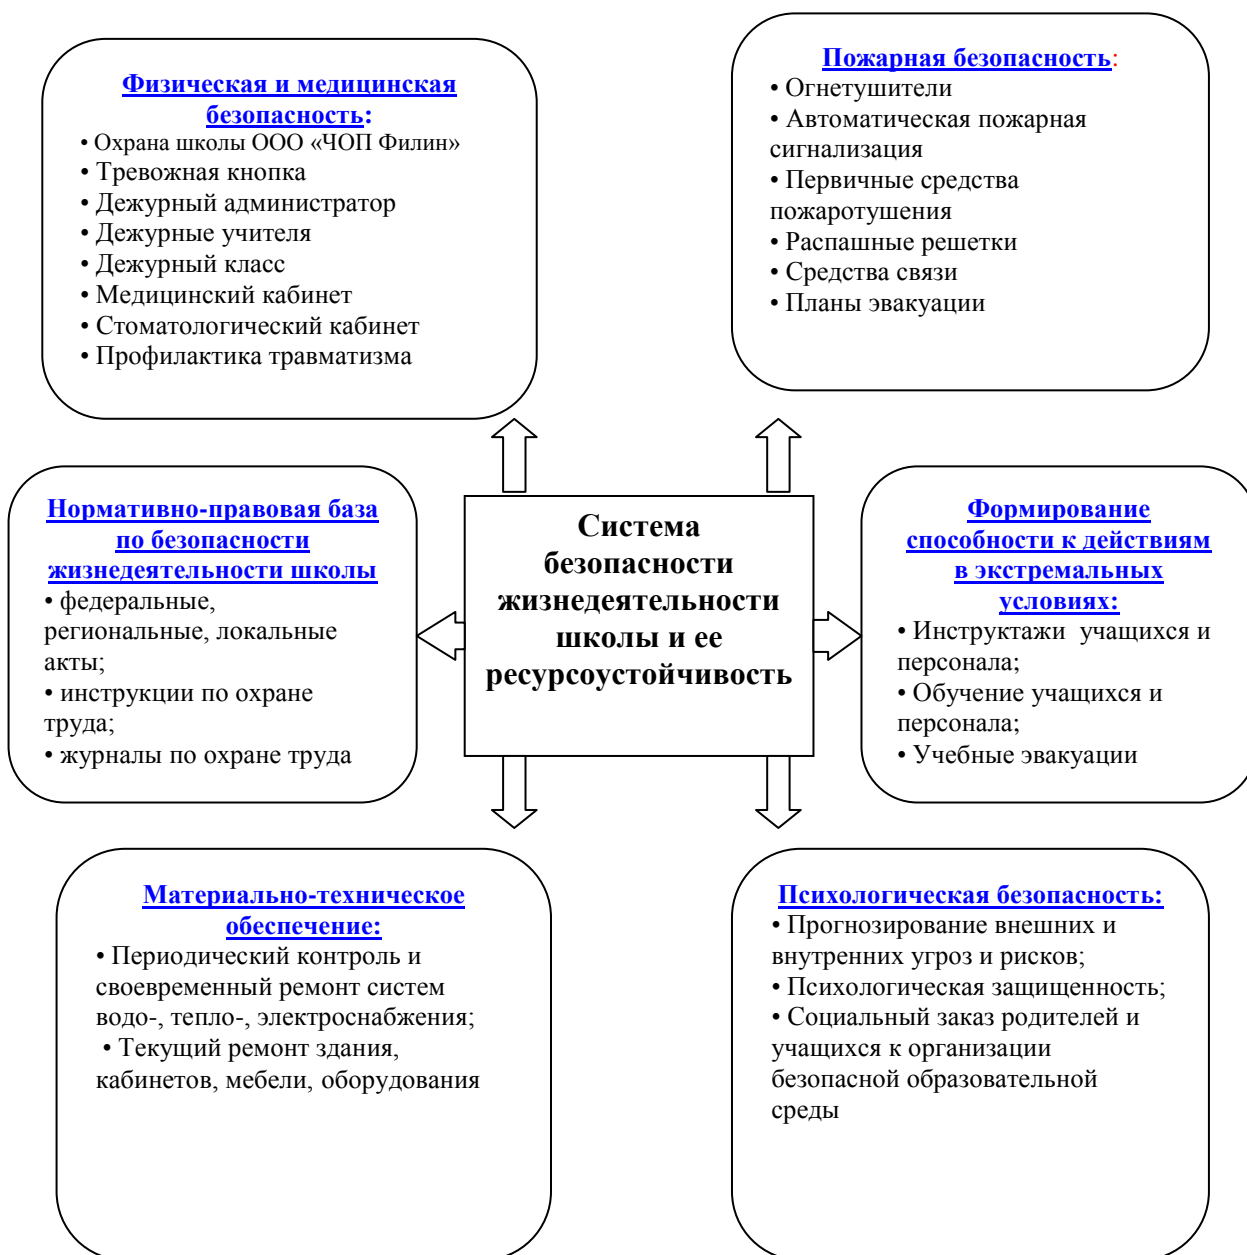 Физическая и медицинская
безопасность:
• Охрана школы ООО «ЧОП Филин»
• Тревожная кнопка
• Дежурный администратор
• Дежурные учителя
• Дежурный класс
• Медицинский кабинет
• Стоматологический кабинет
• Профилактика травматизма
Пожарная безопасность:
• Огнетушители
• Автоматическая пожарная
сигнализация
• Первичные средства
пожаротушения
• Распашные решетки
• Средства связи
• Планы эвакуации
Нормативно-правовая база
по безопасности
жизнедеятельности школы
• федеральные,
региональные, локальные
акты;
• инструкции по охране
труда;
• журналы по охране труда
Система
безопасности
жизнедеятельности
школы и ее
ресурсоустойчивость
Формирование
способности к действиям
в экстремальных
условиях:
• Инструктажи учащихся и
персонала;
• Обучение учащихся и
персонала;
• Учебные эвакуации
Материально-техническое
обеспечение:
• Периодический контроль и
своевременный ремонт систем
водо-, тепло-, электроснабжения;
• Текущий ремонт здания,
кабинетов, мебели, оборудования
Психологическая безопасность:
• Прогнозирование внешних и
внутренних угроз и рисков;
• Психологическая защищенность;
• Социальный заказ родителей и
учащихся к организации
безопасной образовательной
среды